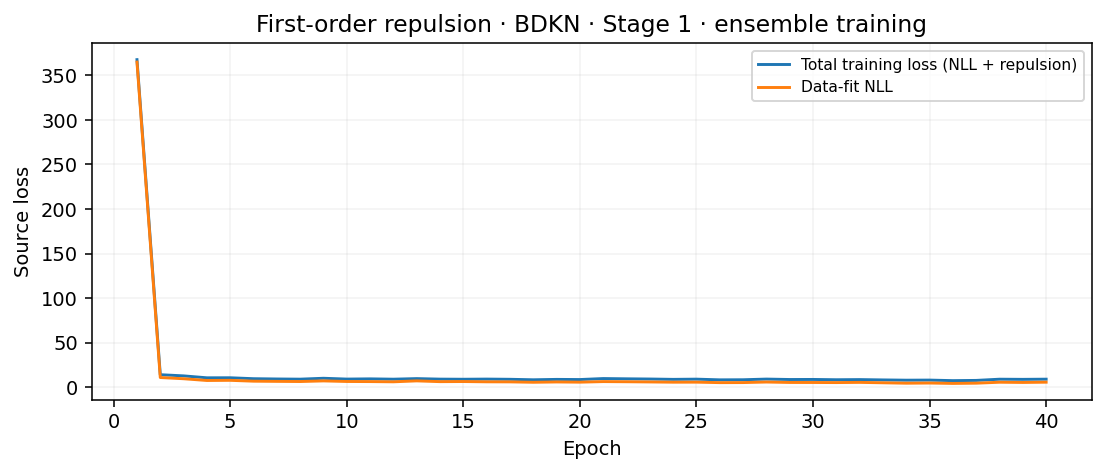 First-order repulsion · BDKN · Stage 1 · ensemble training
Total training loss (NLL + repulsion)
Data-fit NLL
Source loss
350
300
250
200
150
100
50
0
0 5 10 15 20 25 30 35 40
Epoch